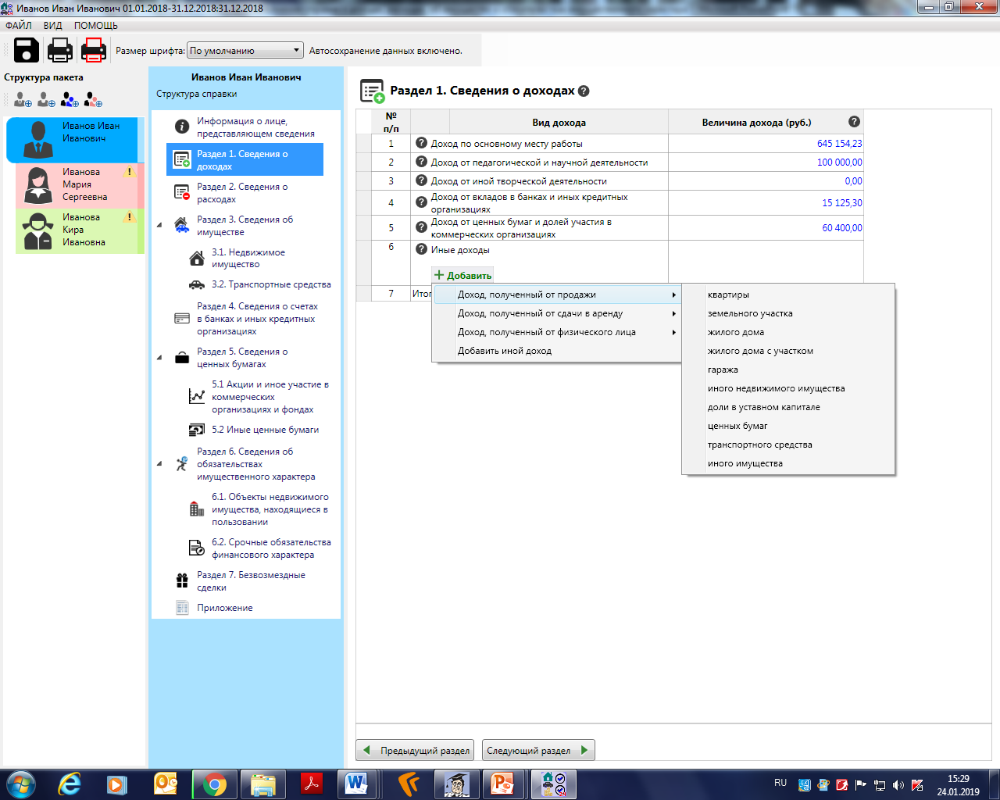 Иванов Иван Иванович 01.01.2018-31.12.2018:31.12.2018
ФАЙЛ ВИД ПОМОЩЬ
Размер шрифта: По умолчанию Автосохранение данных включено.
Структура пакета
Иванов Иван
Иванович
Иванова
Мария
Сергеевна
Иванова
Кира
Ивановна
Иванов Иван Иванович
Структура справки
Информация о лице,
представляющем сведения
Раздел 1. Сведения о
доходах
Раздел 2. Сведения о
расходах
Раздел 3. Сведения об
имуществе
3.1. Недвижимое
имущество
3.2. Транспортные средства
Раздел 4. Сведения о счетах
в банках и иных кредитных
организациях
Раздел 5. Сведения о
ценных бумагах
5.1 Акции и иное участие в
коммерческих
организациях и фондах
5.2 Иные ценные бумаги
Раздел 6. Сведения об
обязательствах
имущественного характера
6.1. Объекты недвижимого
имущества, находящиеся в
пользовании
6.2. Срочные обязательства
финансового характера
Раздел 7. Безвозмездные
сделки
Приложение
Раздел 1. Сведения о доходах
№
п/п
Вид дохода
Величина дохода (руб.)
1 Доход по основному месту работы 645 154,23
2 Доход от педагогической и научной деятельности 100 000,00
3 Доход от иной творческой деятельности 0,00
4 Доход от вкладов в банках и иных кредитных
организациях 15 125,30
5 Доход от ценных бумаг и долей участия в
коммерческих организациях 60 400,00
6 Иные доходы
Добавить
7
Доход, полученный от продажи
Доход, полученный от сдачи в аренду
Доход, полученный от физического лица
Добавить иной доход
квартиры
земельного участка
жилого дома
жилого дома с участком
гаража
иного недвижимого имущества
доли в уставном капитале
ценных бумаг
транспортного средства
иного имущества
Предыдущий раздел
Следующий раздел
RU
15:29
24.01.2019